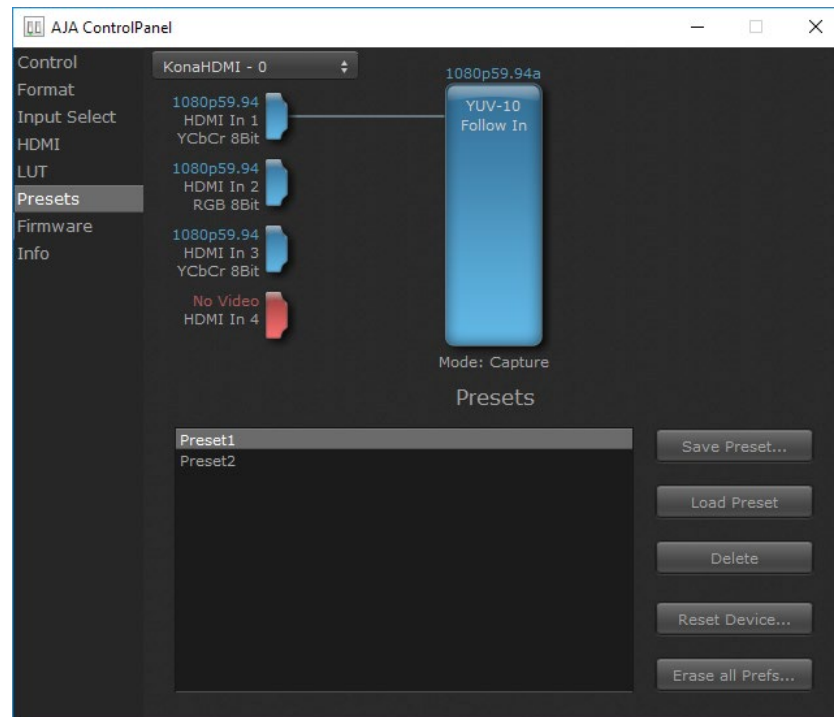 AJA ControlPanel
Control
Format
Input Select
HDMI
LUT
Presets
Firmware
Info
KonaHDMI - 0
1080p59.94
HDMI In 1
YCbCr 8Bit
1080p59.94
HDMI In 2
RGB 8Bit
1080p59.94
HDMI In 3
YCbCr 8Bit
No Video
HDMI In 4
1080p59.94a
YUV-10
Follow In
Mode: Capture
Presets
Preset1
Preset2
Save Preset...
Load Preset
Delete
Reset Device...
Erase all Prefs...